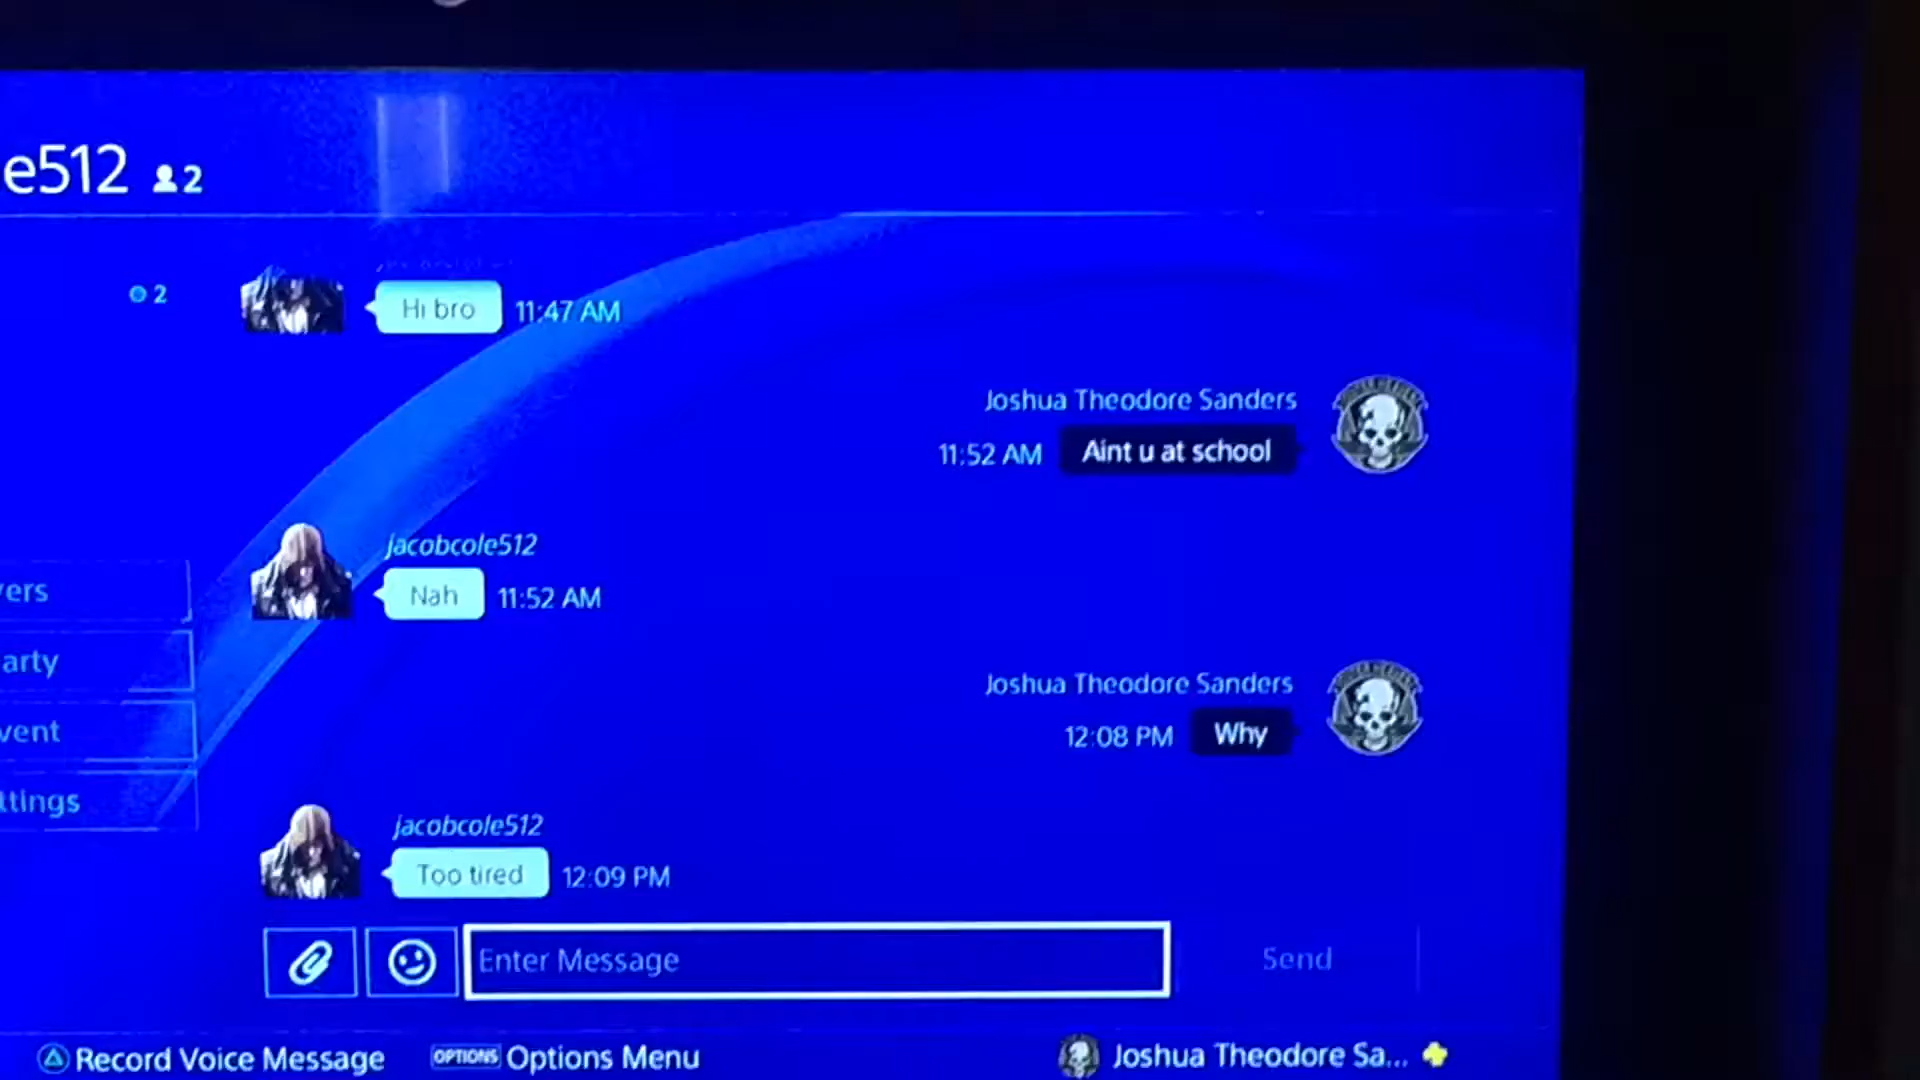 e512 2
2
Hi bro 11:47 AM
Joshua Theodore Sanders
11:52 AM Aint u at school
jacobcole512
Nah 11:52 AM
Joshua Theodore Sanders
12:08 PM Why
jacobcole512
Too tired 12:09 PM
vers
arty
vent
ttings
Enter Message
Send
Record Voice Message
OPTIONS Options Menu
Joshua Theodore Sa...